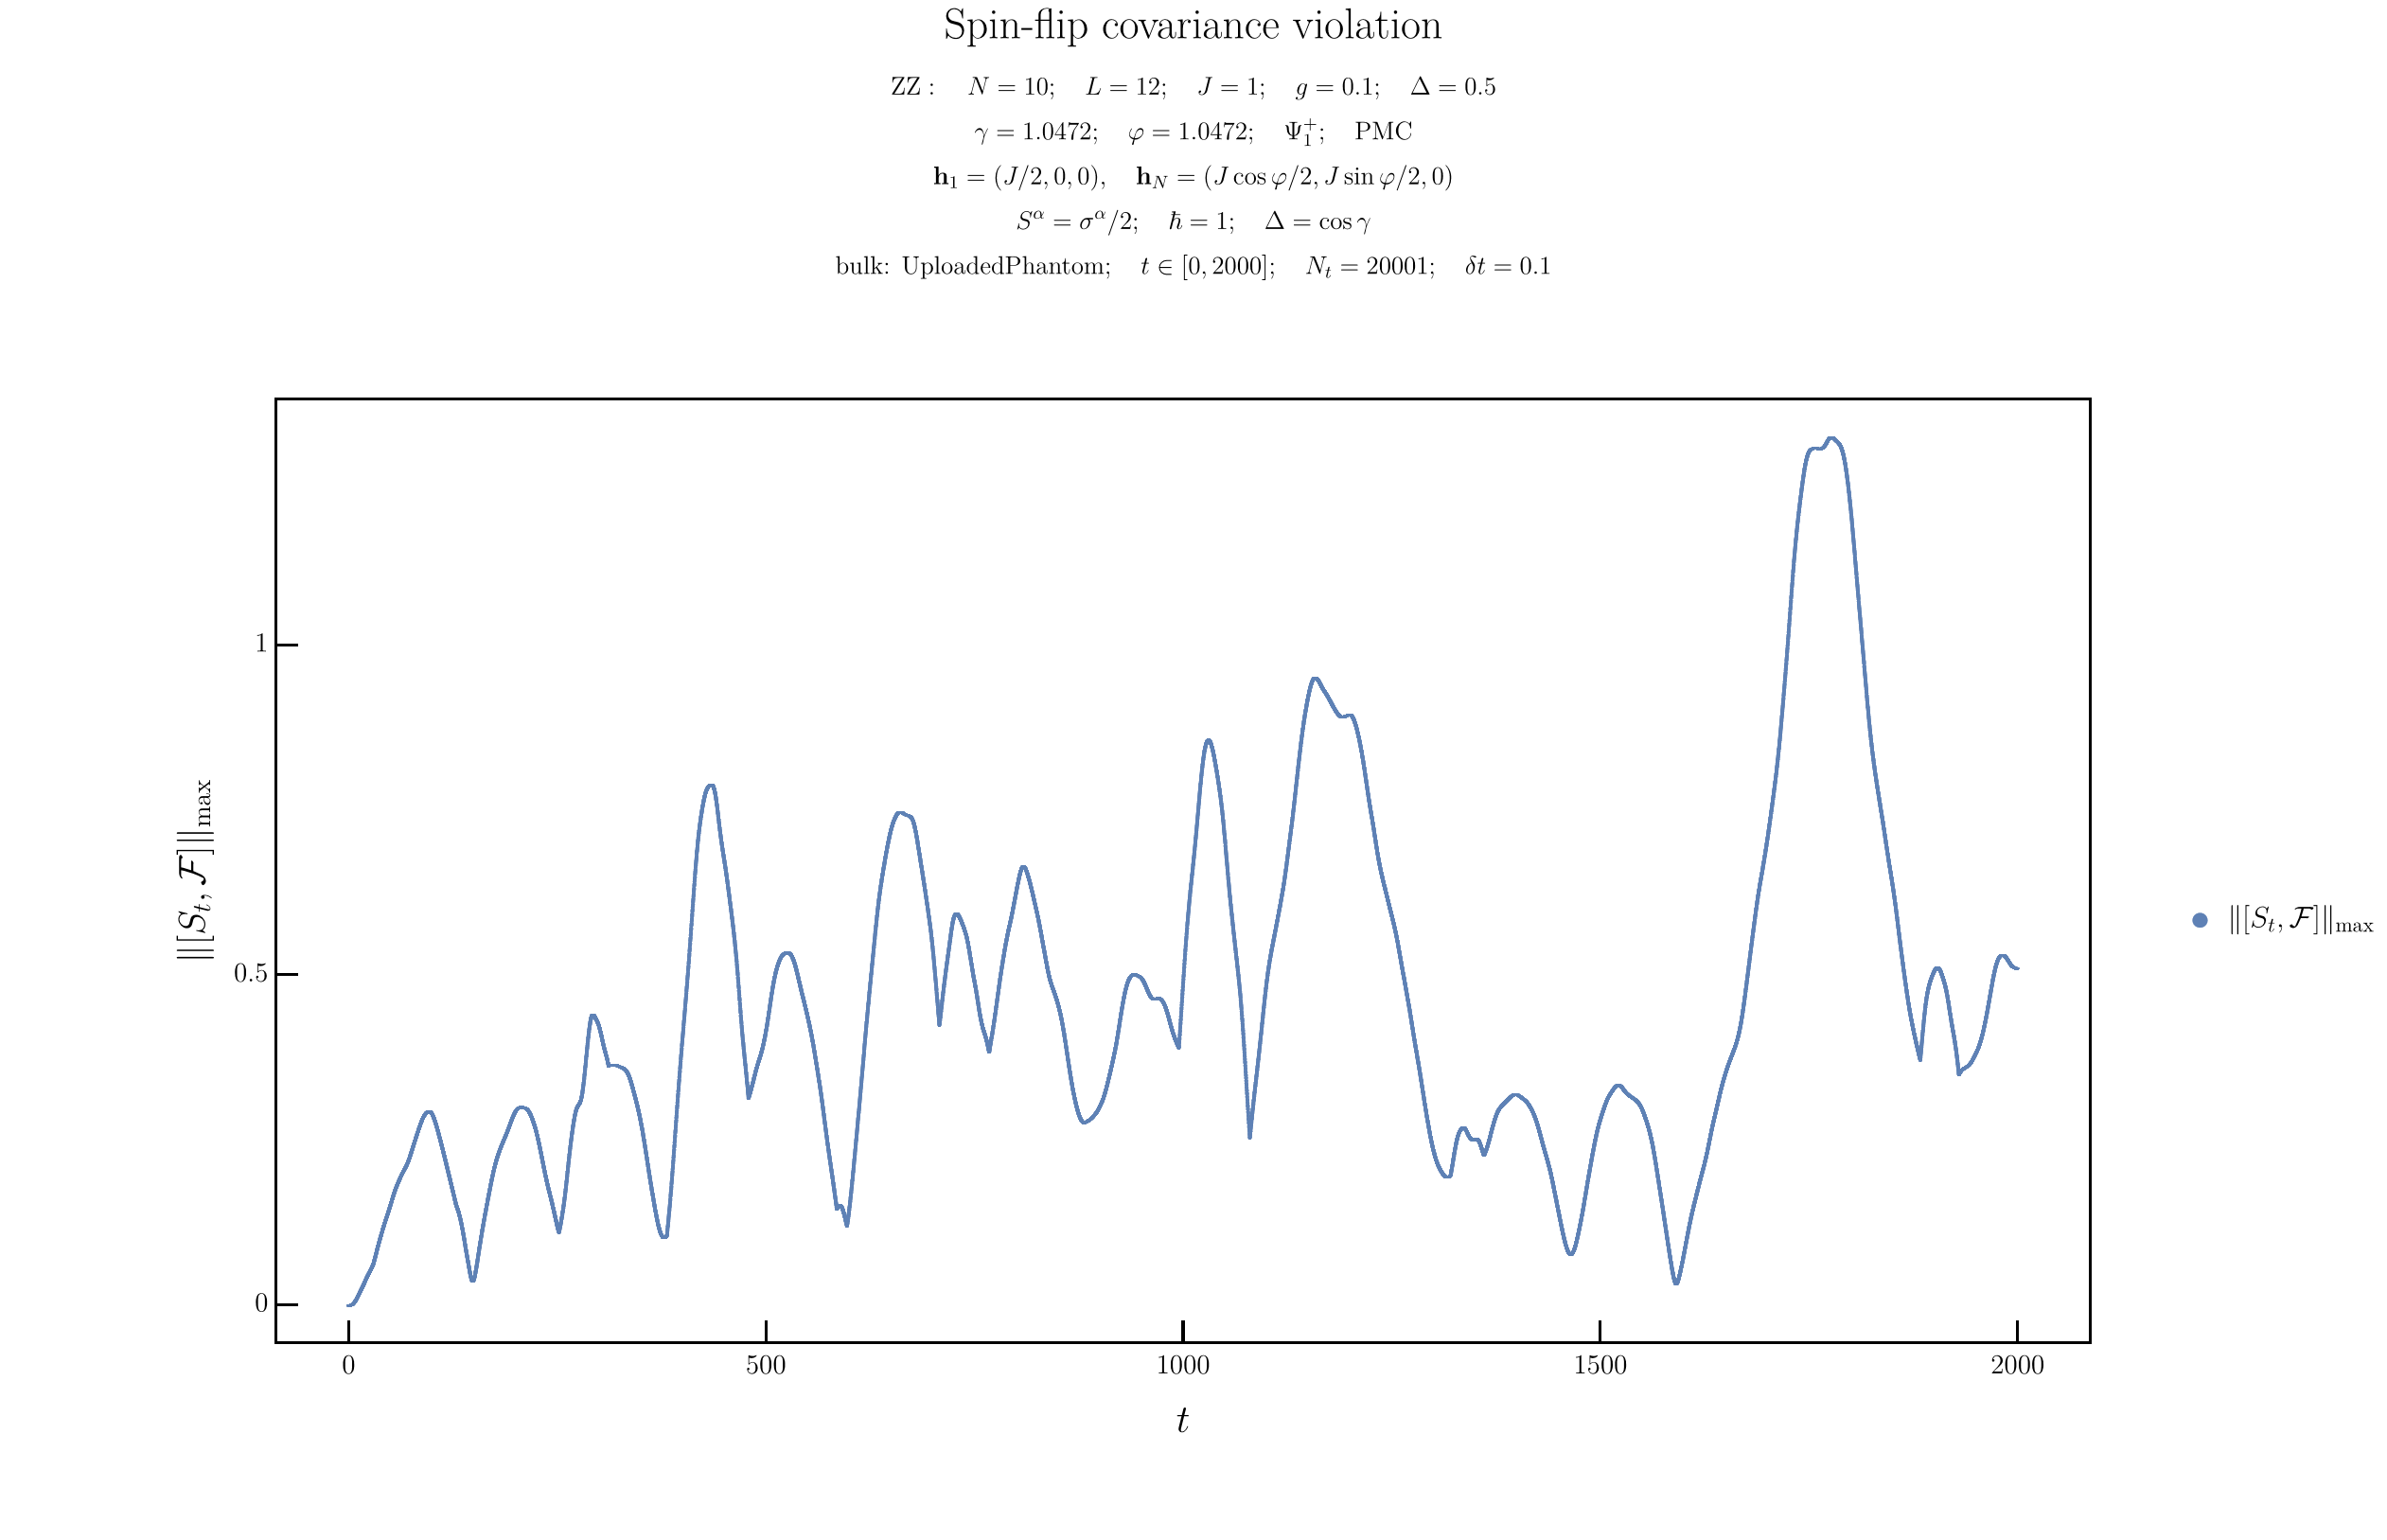 Spin-flip covariance violation
ZZ : N = 10; L = 12; J = 1; g = 0.1; Δ = 0.5
γ = 1.0472; φ = 1.0472; Ψ₁⁺; PMC
𝐡₁ = (J/2, 0, 0), 𝐡_N = (J cos φ/2, J sin φ/2, 0)
S^α = σ^α/2; ℏ = 1; Δ = cos γ
bulk: UploadedPhantom; t ∈ [0, 2000]; N_t = 20001; δt = 0.1
‖[S_t, ℱ]‖_max
1
0.5
0
0 500 1000 1500 2000
t
‖[S_t, ℱ]‖_max